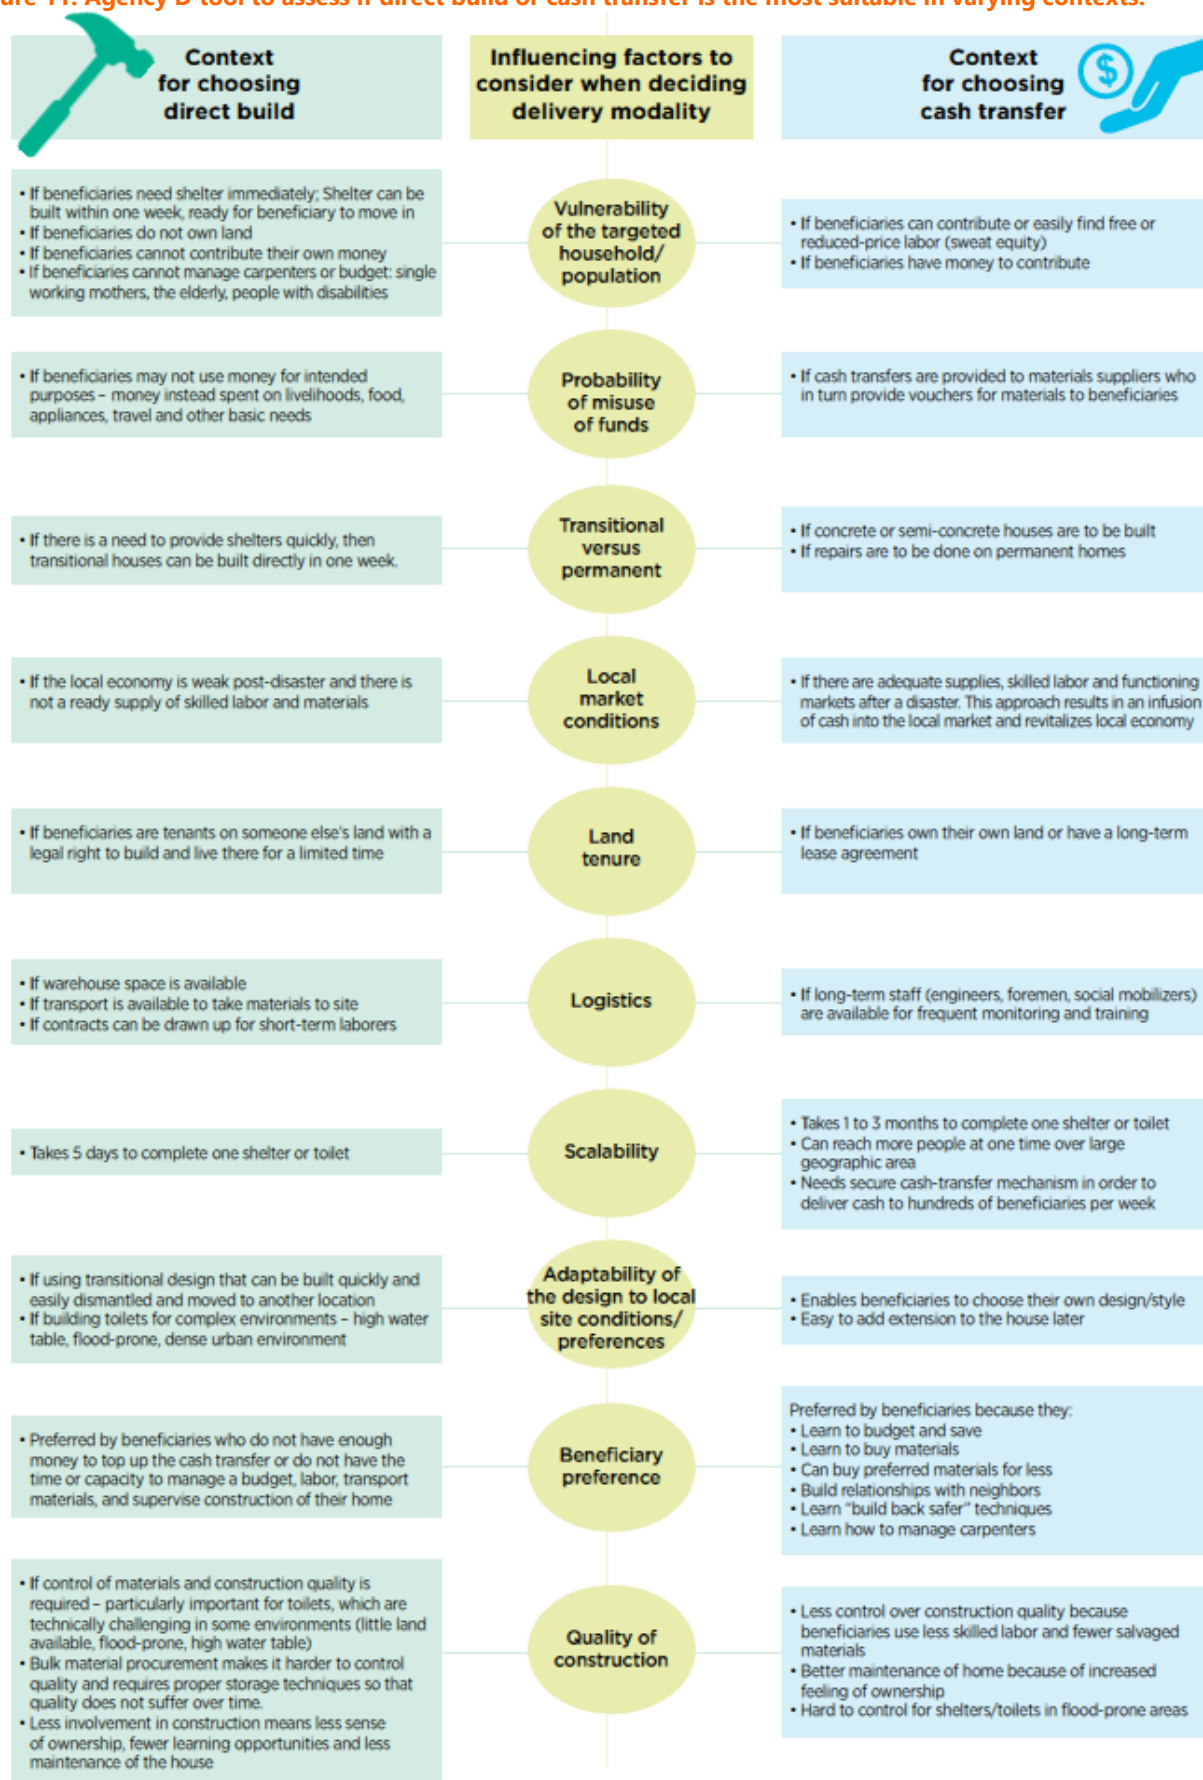 ure 11: Agency D tool to assess if direct build or cash transfer is the most suitable in varying contexts.
Context
for choosing
direct build
Influencing factors to
consider when deciding
delivery modality
Context
for choosing
cash transfer
$
• If beneficiaries need shelter immediately; Shelter can be
built within one week, ready for beneficiary to move in
• If beneficiaries do not own land
• If beneficiaries cannot contribute their own money
• If beneficiaries cannot manage carpenters or budget: single
working mothers, the elderly, people with disabilities
Vulnerability
of the targeted
household/
population
• If beneficiaries can contribute or easily find free or
reduced-price labor (sweat equity)
• If beneficiaries have money to contribute
• If beneficiaries may not use money for intended
purposes – money instead spent on livelihoods, food,
appliances, travel and other basic needs
Probability
of misuse
of funds
• If cash transfers are provided to materials suppliers who
in turn provide vouchers for materials to beneficiaries
• If there is a need to provide shelters quickly, then
transitional houses can be built directly in one week.
Transitional
versus
permanent
• If concrete or semi-concrete houses are to be built
• If repairs are to be done on permanent homes
• If the local economy is weak post-disaster and there is
not a ready supply of skilled labor and materials
Local
market
conditions
• If there are adequate supplies, skilled labor and functioning
markets after a disaster. This approach results in an infusion
of cash into the local market and revitalizes local economy
• If beneficiaries are tenants on someone else's land with a
legal right to build and live there for a limited time
Land
tenure
• If beneficiaries own their own land or have a long-term
lease agreement
• If warehouse space is available
• If transport is available to take materials to site
• If contracts can be drawn up for short-term laborers
Logistics
• If long-term staff (engineers, foremen, social mobilizers)
are available for frequent monitoring and training
• Takes 5 days to complete one shelter or toilet
Scalability
• Takes 1 to 3 months to complete one shelter or toilet
• Can reach more people at one time over large
geographic area
• Needs secure cash-transfer mechanism in order to
deliver cash to hundreds of beneficiaries per week
• If using transitional design that can be built quickly and
easily dismantled and moved to another location
• If building toilets for complex environments – high water
table, flood-prone, dense urban environment
Adaptability of
the design to local
site conditions/
preferences
• Enables beneficiaries to choose their own design/style
• Easy to add extension to the house later
• Preferred by beneficiaries who do not have enough
money to top up the cash transfer or do not have the
time or capacity to manage a budget, labor, transport
materials, and supervise construction of their home
Beneficiary
preference
Preferred by beneficiaries because they:
• Learn to budget and save
• Learn to buy materials
• Can buy preferred materials for less
• Build relationships with neighbors
• Learn “build back safer” techniques
• Learn how to manage carpenters
• If control of materials and construction quality is
required – particularly important for toilets, which are
technically challenging in some environments (little land
available, flood-prone, high water table)
• Bulk material procurement makes it harder to control
quality and requires proper storage techniques so that
quality does not suffer over time.
• Less involvement in construction means less sense
of ownership, fewer learning opportunities and less
maintenance of the house
Quality of
construction
• Less control over construction quality because
beneficiaries use less skilled labor and fewer salvaged
materials
• Better maintenance of home because of increased
feeling of ownership
• Hard to control for shelters/toilets in flood-prone areas